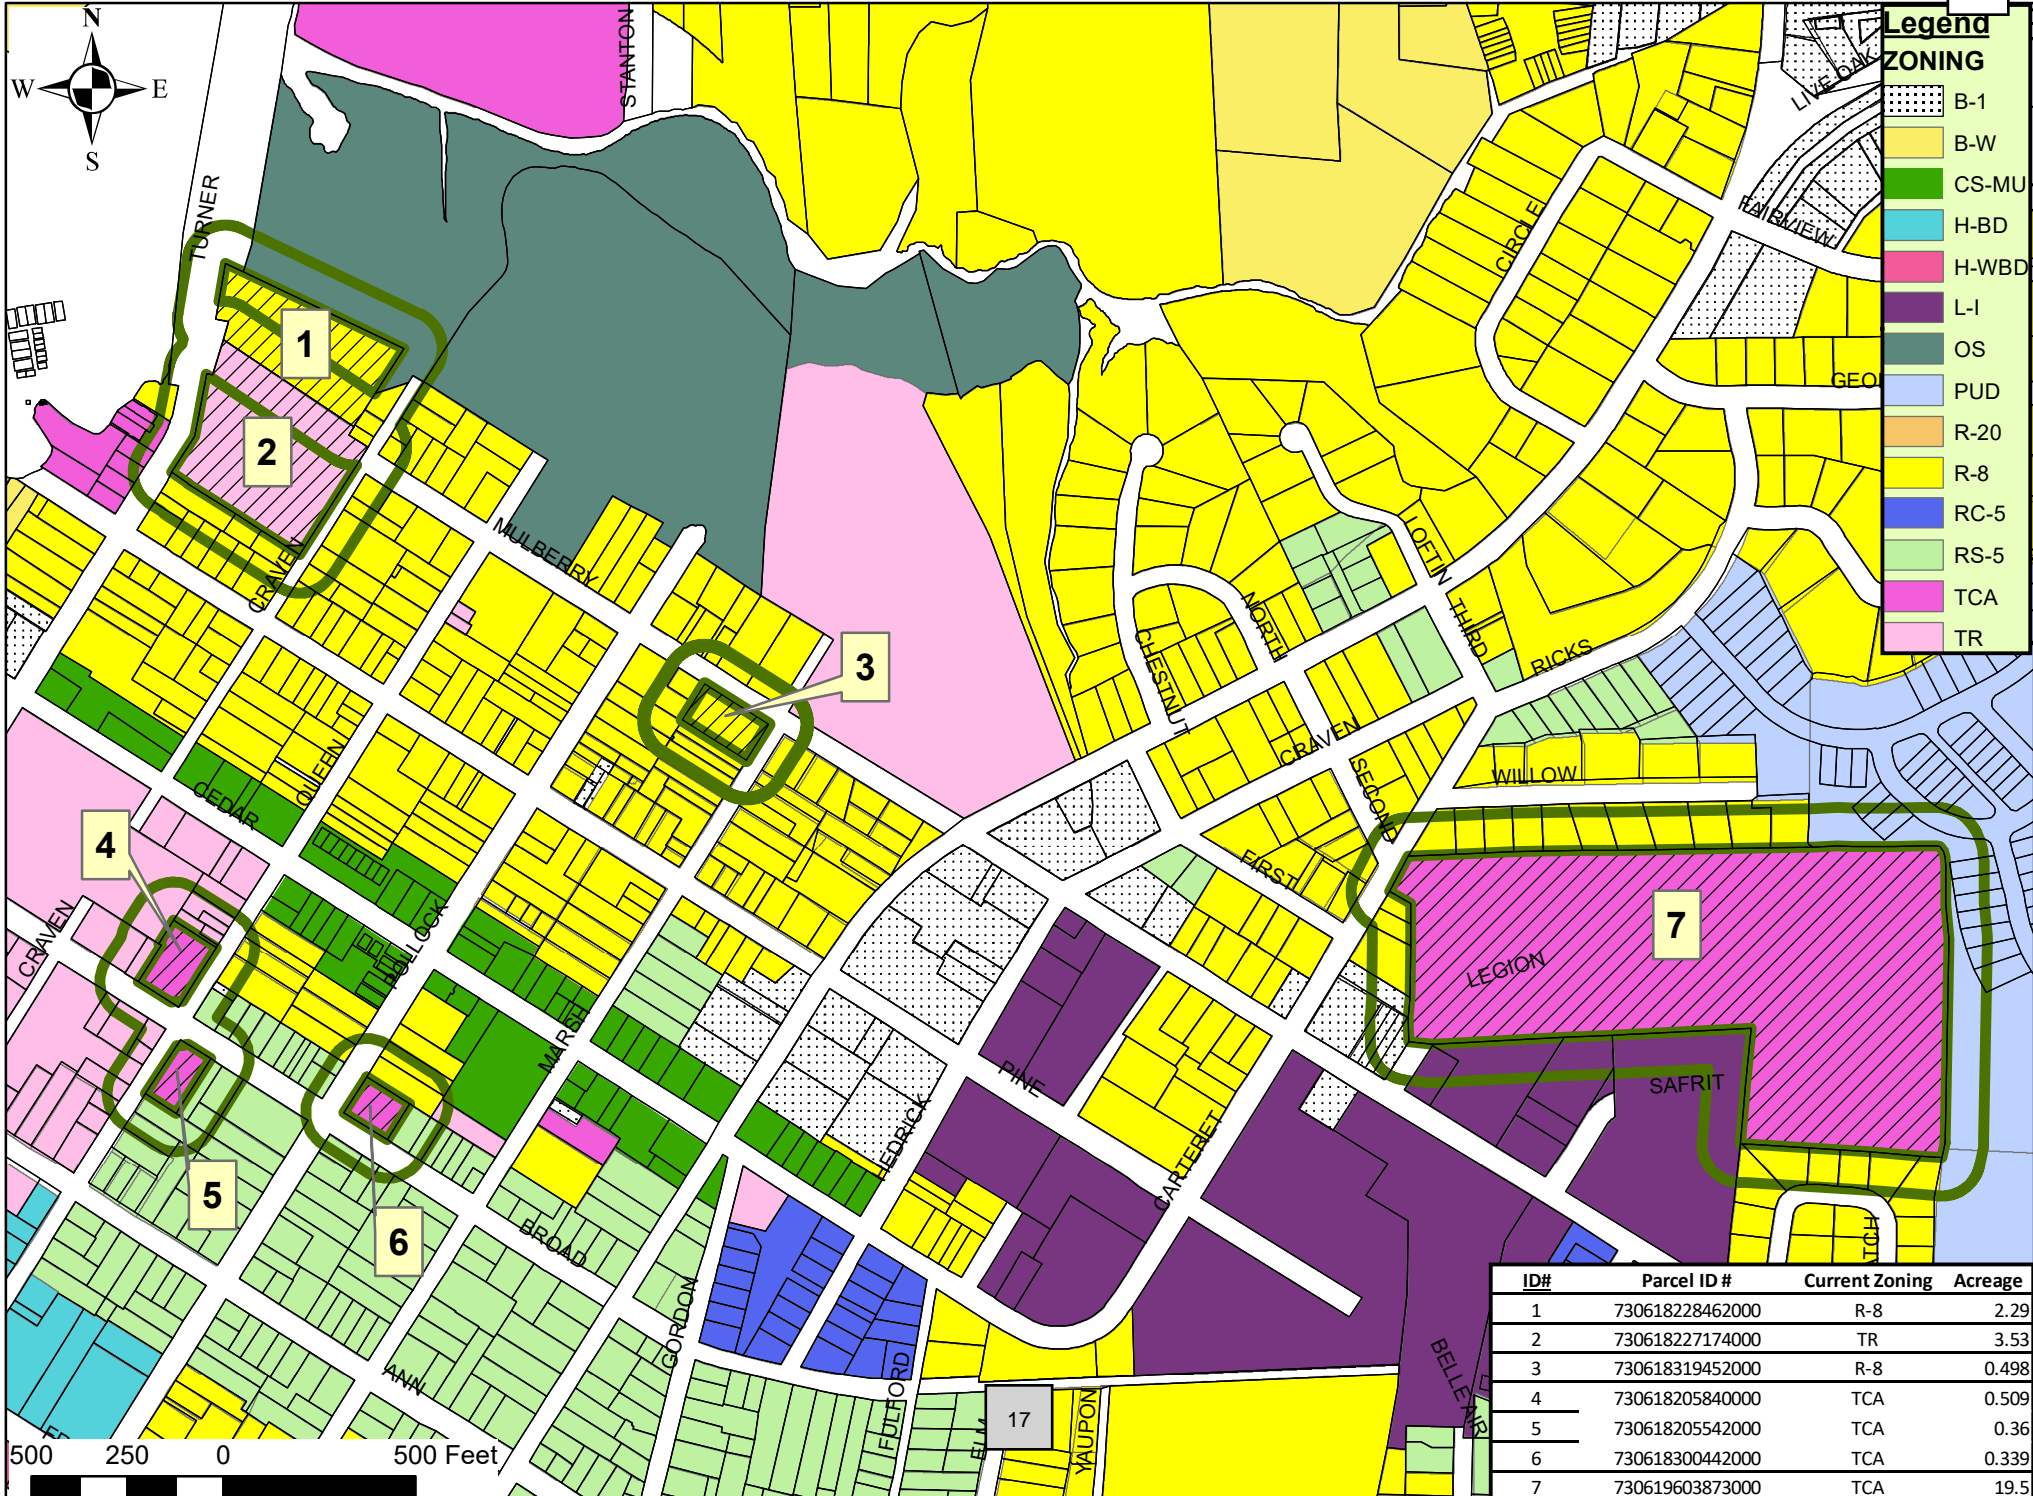 N
W E
S
Legend
ZONING
B-1
B-W
CS-MU
H-BD
H-WBD
L-I
OS
PUD
R-20
R-8
RC-5
RS-5
TCA
TR
STANTON
LIVE OAK
TURNER
FAIRVIEW
CIRCLE
1
2
MULBERRY
CRAVEN
LOFTIN
NORTH
THIRD
CHESTNUT
RICKS
3
CRAVEN
SECOND
WILLOW
QUEEN
CEDAR
4
FIRST
7
LEGION
CRAVEN
POLLOCK
MARSH
PINE
SAFRIT
HEDRICK
CARTERET
5
6
BROAD
GORDON
ANN
FULFORD
ELM
17
YAUPON
BELLE AIR
500 250 0 500 Feet
ID# Parcel ID # Current Zoning Acreage
1 730618228462000 R-8 2.29
2 730618227174000 TR 3.53
3 730618319452000 R-8 0.498
4 730618205840000 TCA 0.509
5 730618205542000 TCA 0.36
6 730618300442000 TCA 0.339
7 730619603873000 TCA 19.5